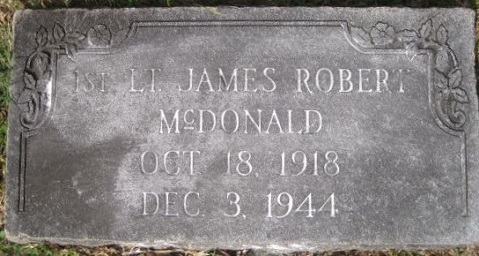 1ST LT. JAMES ROBERT
McDONALD
OCT. 18, 1918
DEC. 3, 1944